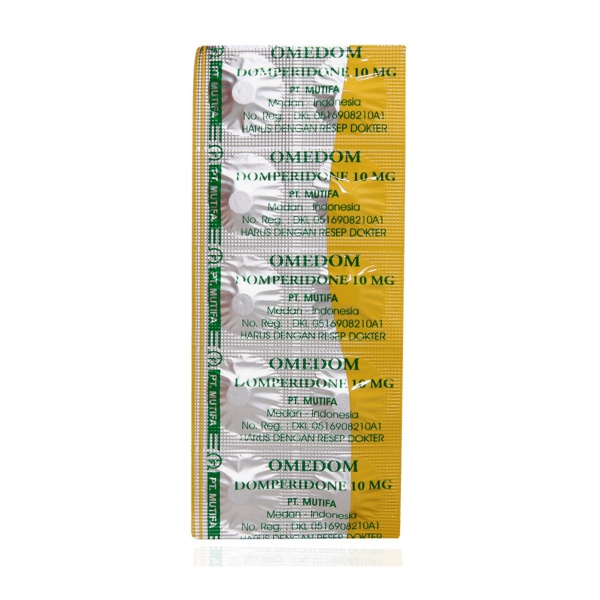 OMEDOM
DOMPERIDONE 10 MG
PT. MUTIFA
Medan - Indonesia
No. Reg. : DKL 0516908210A1
HARUS DENGAN RESEP DOKTER
OMEDOM
DOMPERIDONE 10 MG
PT. MUTIFA
Medan - Indonesia
No. Reg. : DKL 0516908210A1
HARUS DENGAN RESEP DOKTER
OMEDOM
DOMPERIDONE 10 MG
PT. MUTIFA
Medan - Indonesia
No. Reg. : DKL 0516908210A1
HARUS DENGAN RESEP DOKTER
OMEDOM
DOMPERIDONE 10 MG
PT. MUTIFA
Medan - Indonesia
No. Reg. : DKL 0516908210A1
HARUS DENGAN RESEP DOKTER
OMEDOM
DOMPERIDONE 10 MG
PT. MUTIFA
Medan - Indonesia
No. Reg. : DKL 0516908210A1
HARUS DENGAN RESEP DOKTER
PT. MUTIFA
PT. MUTIFA
PT. MUTIFA
PT. MUTIFA
PT. MUTIFA